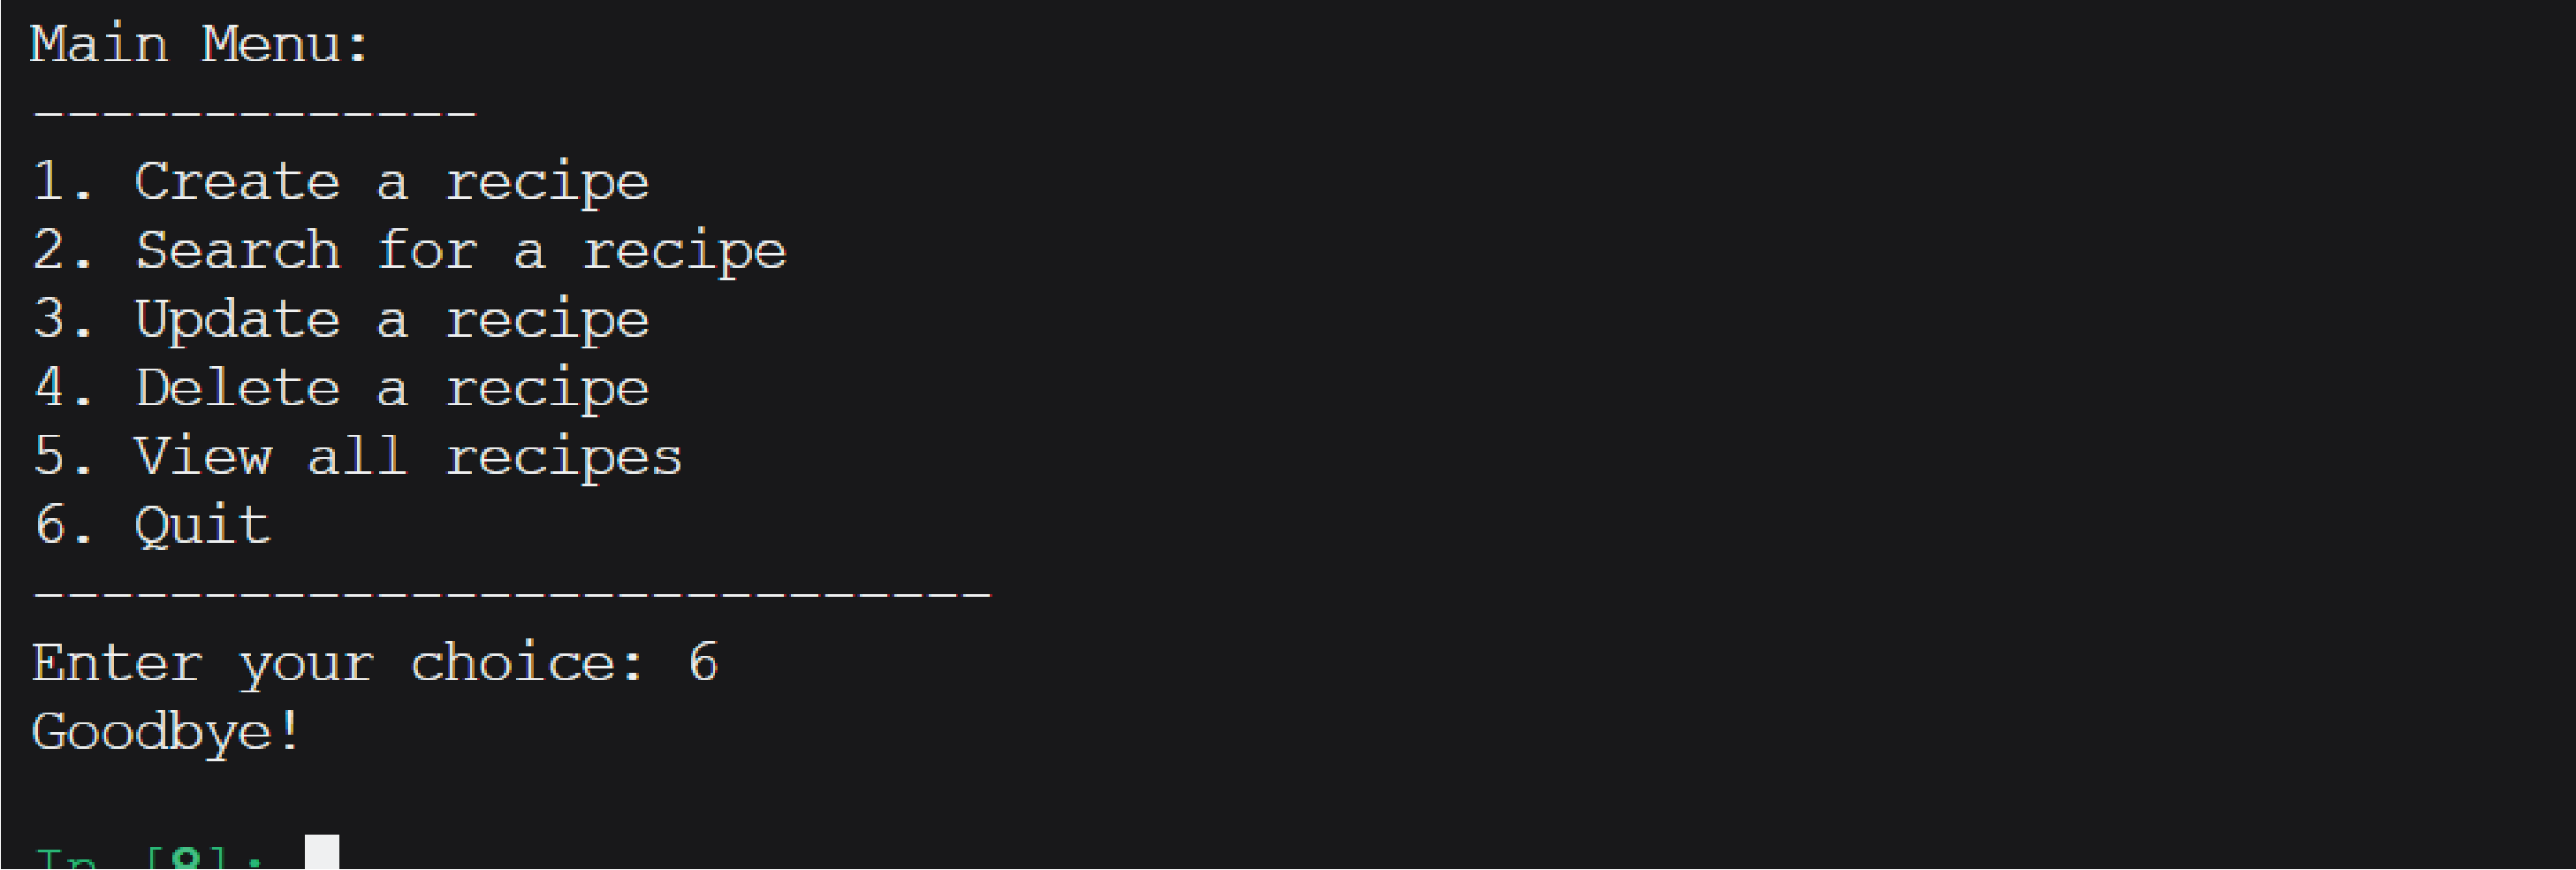 Main Menu:
-------------
1. Create a recipe
2. Search for a recipe
3. Update a recipe
4. Delete a recipe
5. View all recipes
6. Quit
----------------------------
Enter your choice: 6
Goodbye!
In [8]: